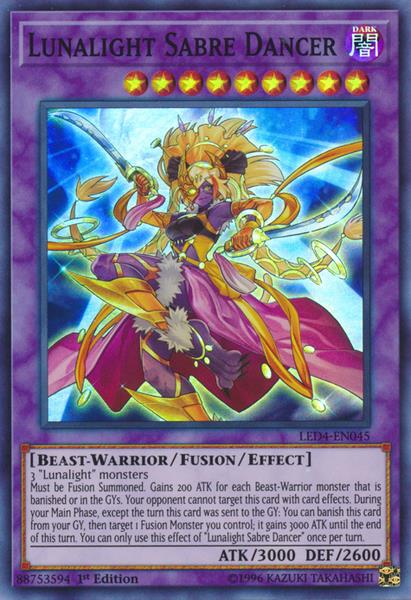 LUNALIGHT SABRE DANCER
DARK
闇
LED4-EN045
[BEAST-WARRIOR/FUSION/EFFECT]
3 "Lunalight" monsters
Must be Fusion Summoned. Gains 200 ATK for each Beast-Warrior monster that is
banished or in the GYs. Your opponent cannot target this card with card effects. During
your Main Phase, except the turn this card was sent to the GY: You can banish this card
from your GY, then target 1 Fusion Monster you control; it gains 3000 ATK until the end
of this turn. You can only use this effect of "Lunalight Sabre Dancer" once per turn.
ATK/3000 DEF/2600
88753594 1st Edition ©1996 KAZUKI TAKAHASHI